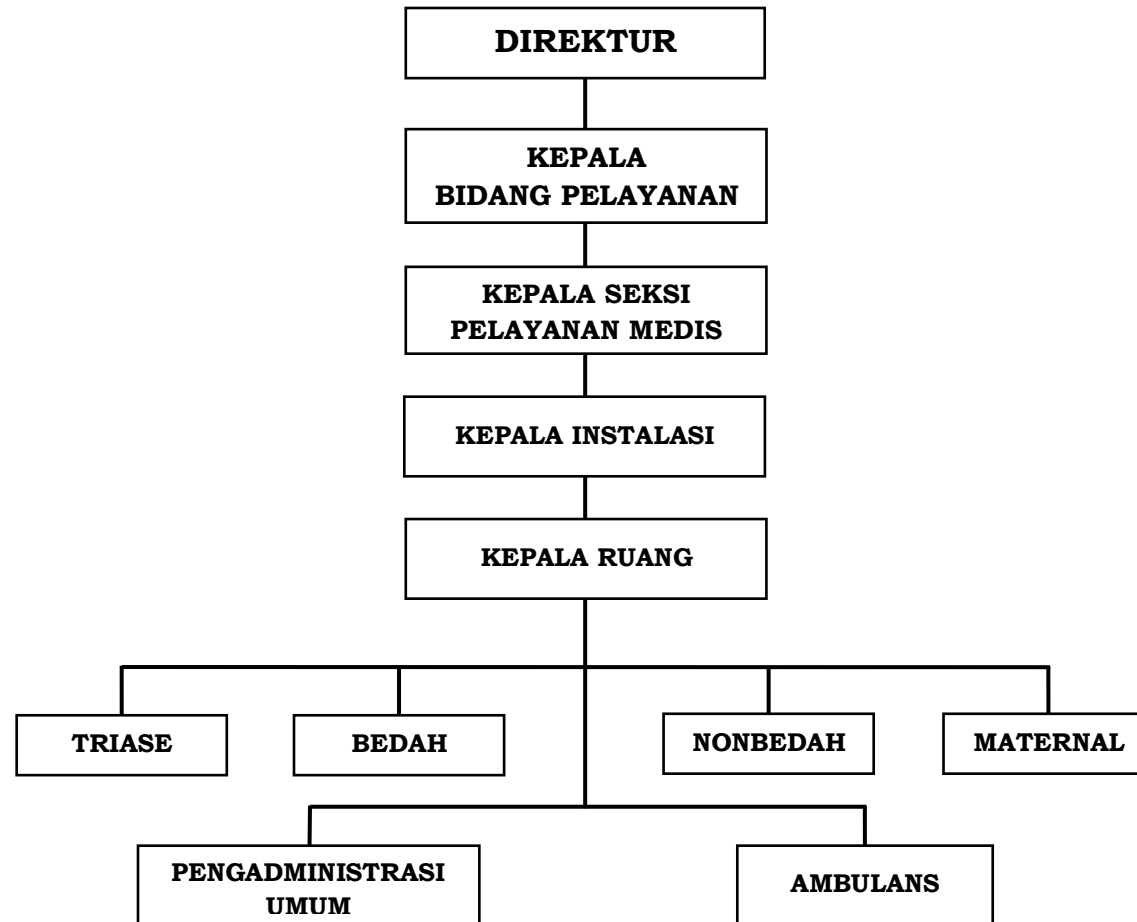 DIREKTUR
KEPALA
BIDANG PELAYANAN
KEPALA SEKSI
PELAYANAN MEDIS
KEPALA INSTALASI
KEPALA RUANG
TRIASE
BEDAH
NONBEDAH
MATERNAL
PENGADMINISTRASI
UMUM
AMBULANS